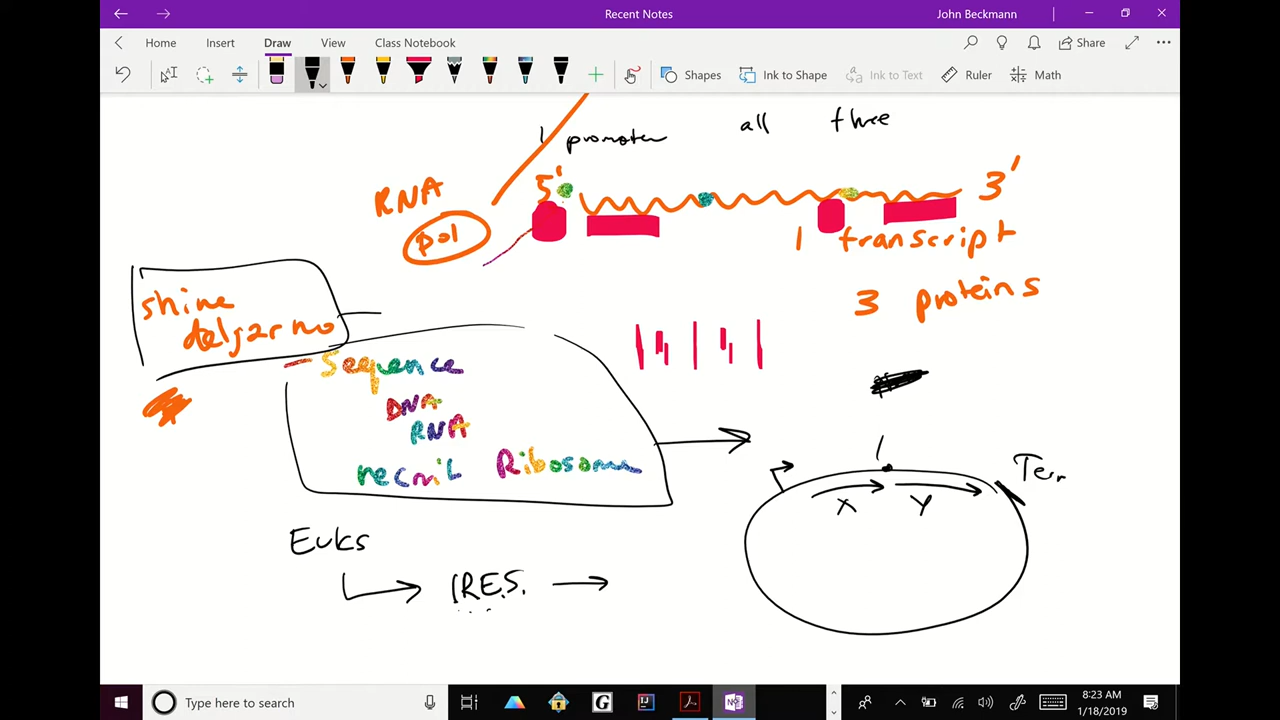 Recent Notes
John Beckmann
Home Insert Draw View Class Notebook
Share
Shapes Ink to Shape Ink to Text Ruler Math
1 promoter all three
RNA
pol
5' 3'
1 transcript
3 proteins
shine
delgarno
- Sequence
DNA
RNA
recruit Ribosome
Euks
I.R.E.S.
X Y
Term
Type here to search
8:23 AM
1/18/2019